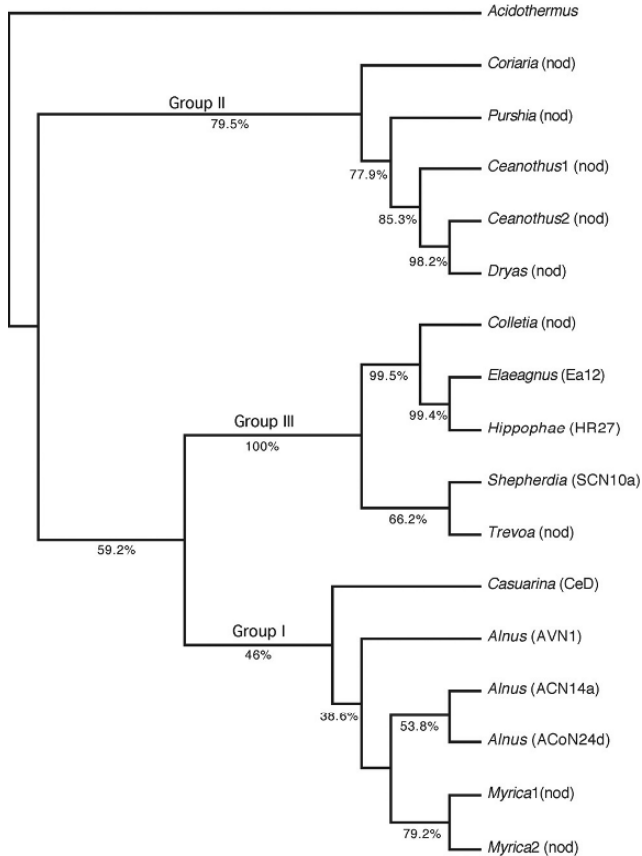 Acidothermus
Coriaria (nod)
Group II
79.5%
Purshia (nod)
77.9%
Ceanothus1 (nod)
85.3%
Ceanothus2 (nod)
98.2%
Dryas (nod)
Colletia (nod)
99.5%
Elaeagnus (Ea12)
99.4%
Hippophae (HR27)
Group III
100%
Shepherdia (SCN10a)
66.2%
Trevoa (nod)
59.2%
Casuarina (CeD)
Group I
46%
Alnus (AVN1)
38.6%
Alnus (ACN14a)
53.8%
Alnus (ACoN24d)
Myrica1(nod)
79.2%
Myrica2 (nod)